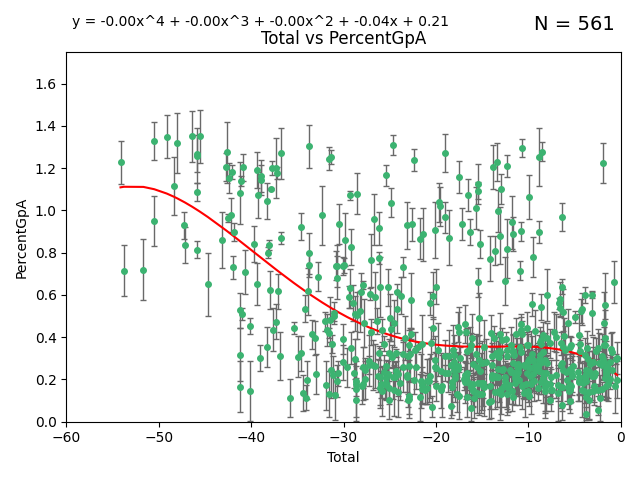 y = -0.00x^4 + -0.00x^3 + -0.00x^2 + -0.04x + 0.21
N = 561
Total vs PercentGpA
1.6
1.4
1.2
1.0
0.8
0.6
0.4
0.2
0.0
PercentGpA
−60 −50 −40 −30 −20 −10 0
Total